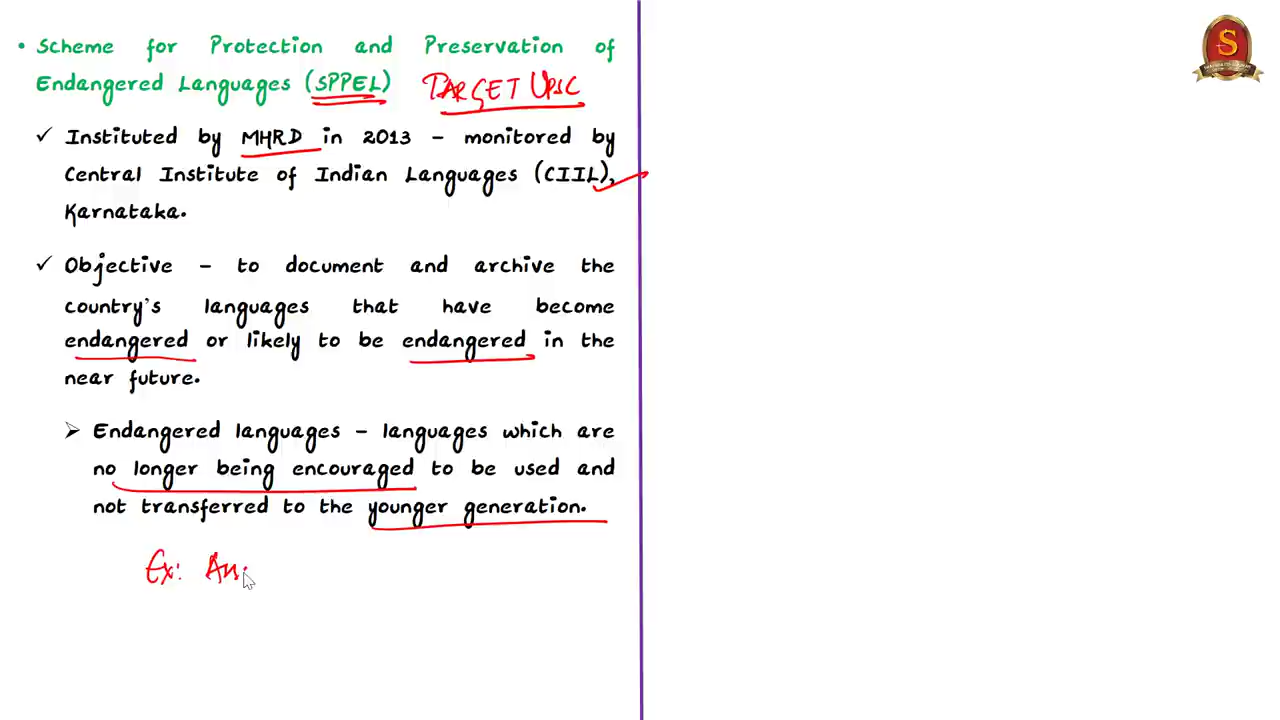 • Scheme for Protection and Preservation of
Endangered Languages (SPPEL) TARGET UPSC
✓ Instituted by MHRD in 2013 – monitored by
Central Institute of Indian Languages (CIIL),
Karnataka.
✓ Objective – to document and archive the
country's languages that have become
endangered or likely to be endangered in the
near future.
➢ Endangered languages – languages which are
no longer being encouraged to be used and
not transferred to the younger generation.
Ex:
S